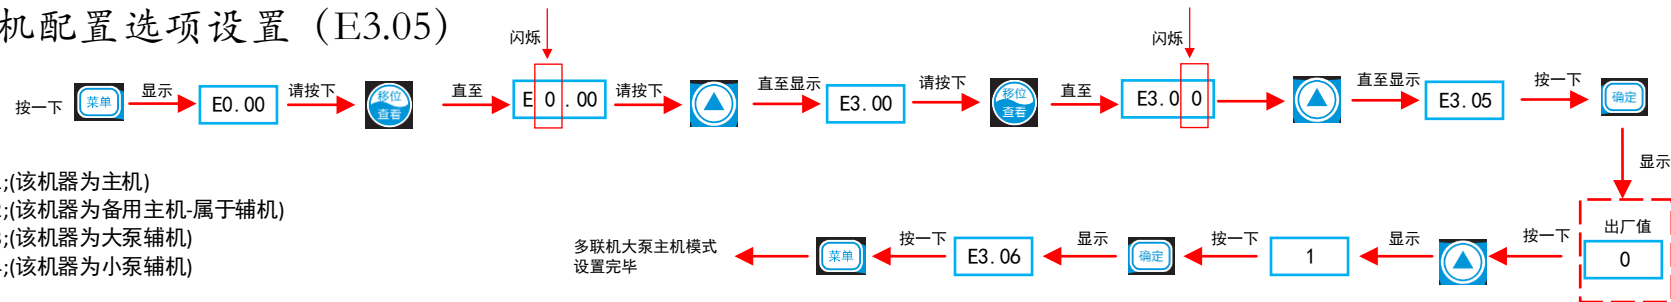 机配置选项设置（E3.05）
闪烁
闪烁
按一下 菜单 显示 E0.00 请按下 移位查看 直至 E 0 .00 请按下 直至显示 E3.00 请按下 移位查看 直至 E3.0 0 直至显示 E3.05 按一下 确定
显示
;(该机器为主机)
;(该机器为备用主机-属于辅机)
;(该机器为大泵辅机)
;(该机器为小泵辅机)
出厂值
多联机大泵主机模式
设置完毕
菜单 按一下 E3.06 显示 确定 按一下 1 显示 按一下 0